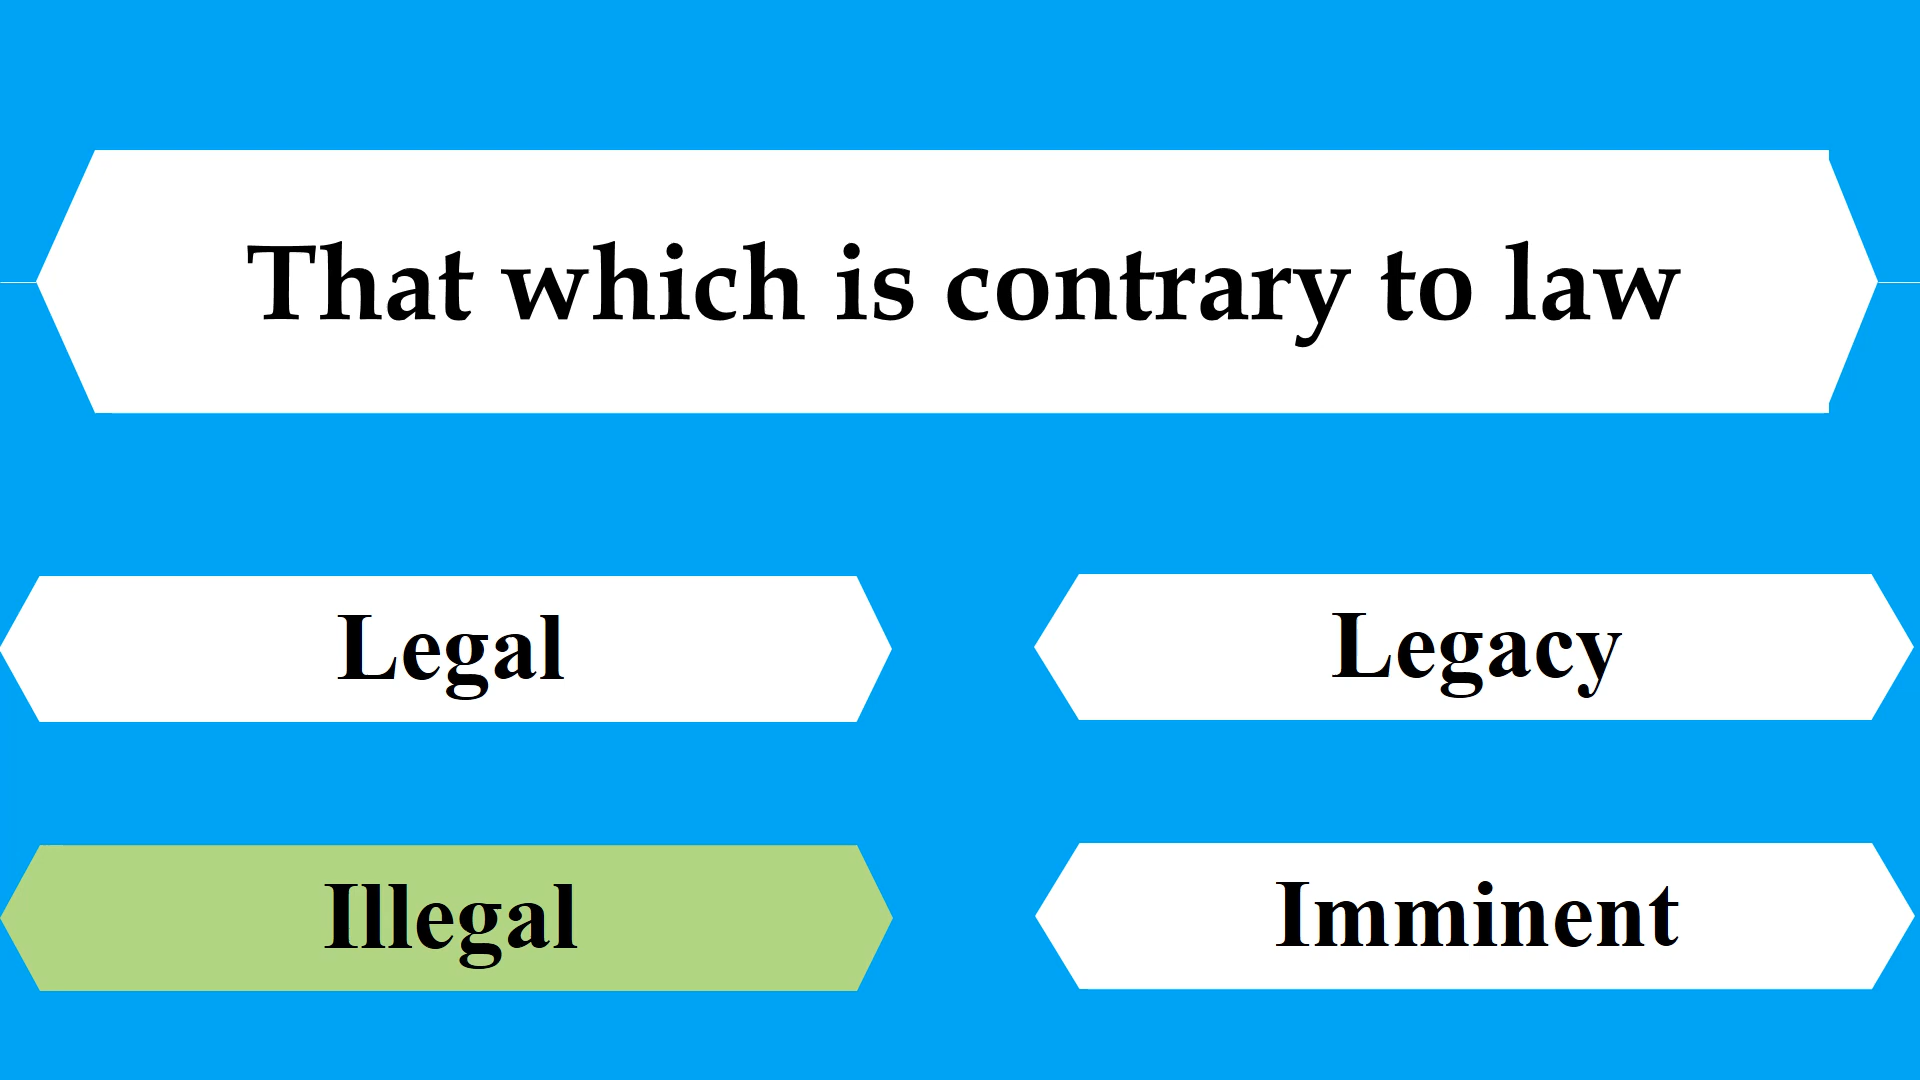 That which is contrary to law
Legal
Legacy
Illegal
Imminent